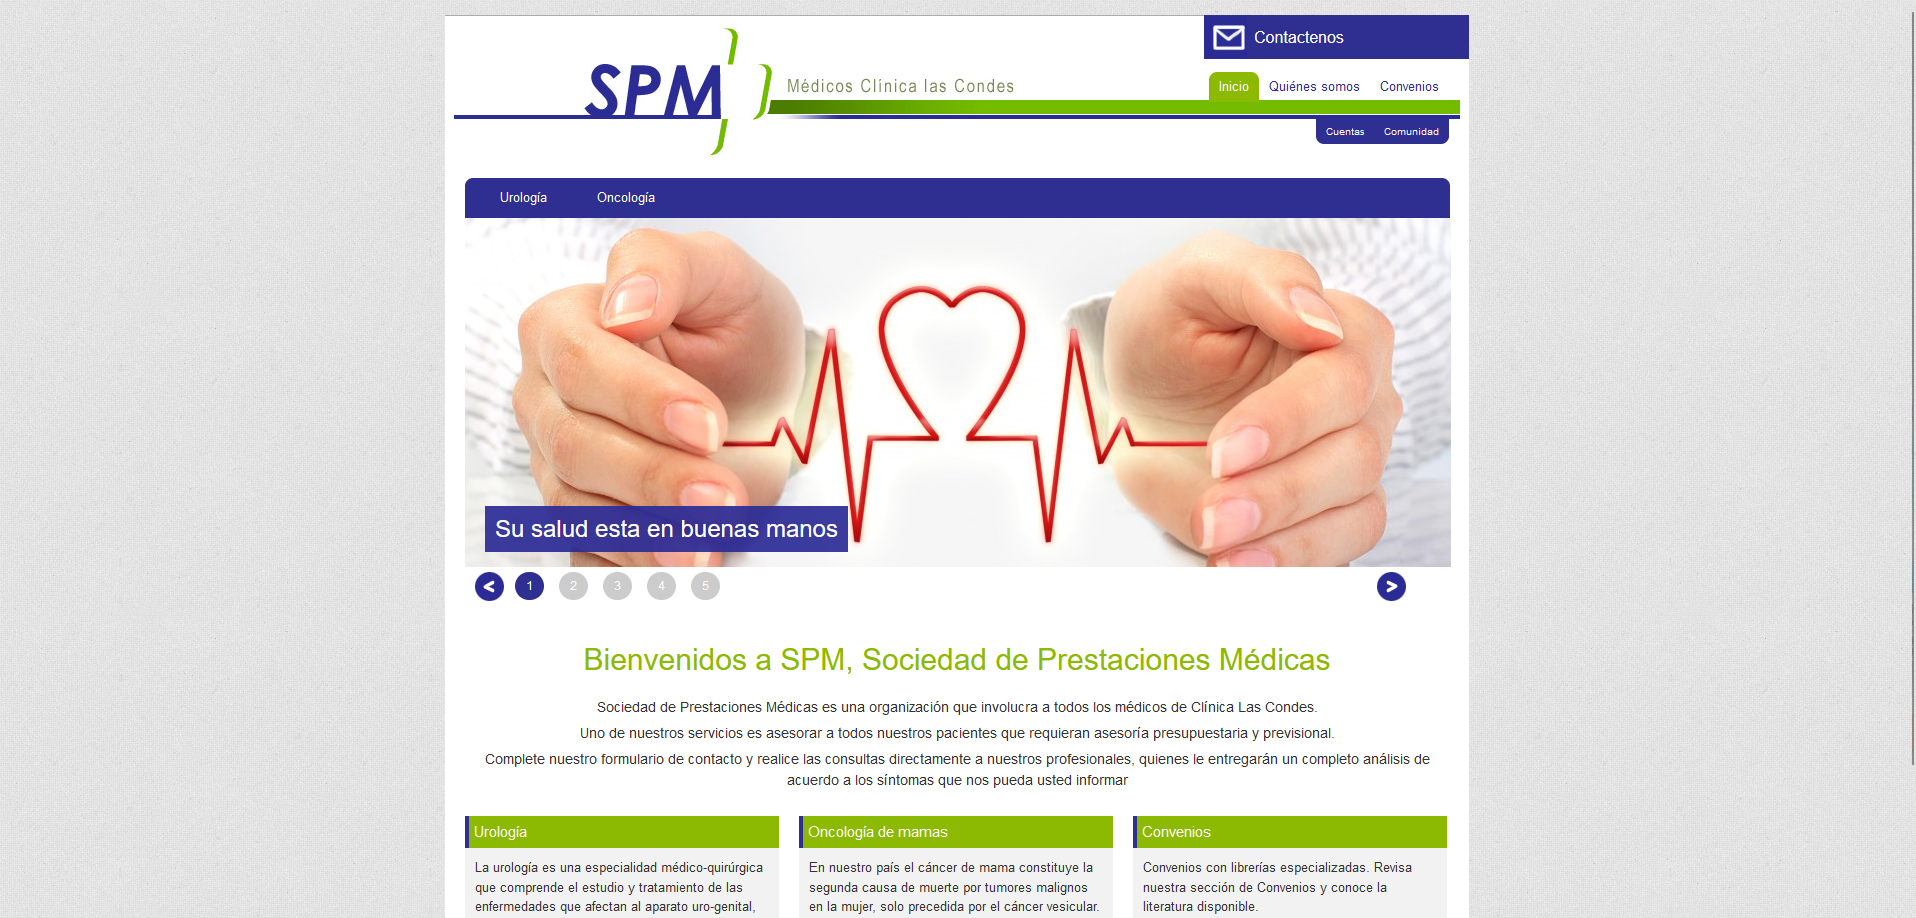 Contactenos
SPM
Médicos Clínica las Condes
Inicio Quiénes somos Convenios
Cuentas Comunidad
Urología Oncología
Su salud esta en buenas manos
< 1 2 3 4 5 >
Bienvenidos a SPM, Sociedad de Prestaciones Médicas
Sociedad de Prestaciones Médicas es una organización que involucra a todos los médicos de Clínica Las Condes.
Uno de nuestros servicios es asesorar a todos nuestros pacientes que requieran asesoría presupuestaria y previsional.
Complete nuestro formulario de contacto y realice las consultas directamente a nuestros profesionales, quienes le entregarán un completo análisis de
acuerdo a los síntomas que nos pueda usted informar
Urología
La urología es una especialidad médico-quirúrgica
que comprende el estudio y tratamiento de las
enfermedades que afectan al aparato uro-genital,
Oncología de mamas
En nuestro país el cáncer de mama constituye la
segunda causa de muerte por tumores malignos
en la mujer, solo precedida por el cáncer vesicular.
Convenios
Convenios con librerías especializadas. Revisa
nuestra sección de Convenios y conoce la
literatura disponible.